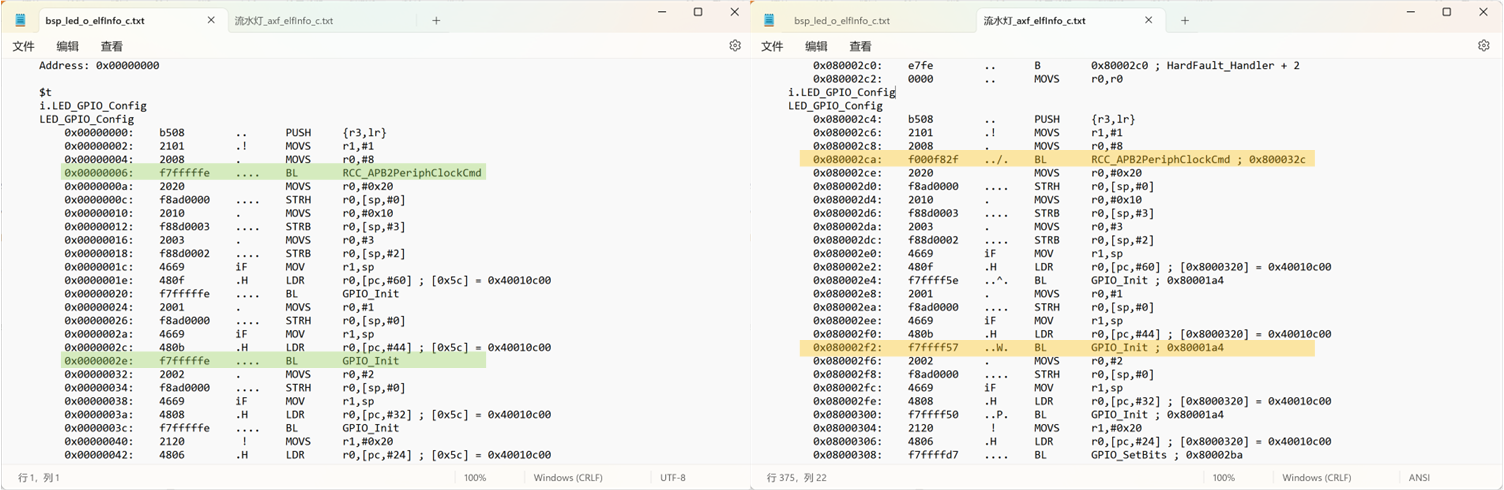 bsp_led_o_elfInfo_c.txt
流水灯_axf_elfInfo_c.txt
文件 编辑 查看
Address: 0x00000000
$t
i.LED_GPIO_Config
LED_GPIO_Config
0x00000000: b508 .. PUSH {r3,lr}
0x00000002: 2101 .! MOVS r1,#1
0x00000004: 2008 . MOVS r0,#8
0x00000006: f7fffffe .... BL RCC_APB2PeriphClockCmd
0x0000000a: 2020 MOVS r0,#0x20
0x0000000c: f8ad0000 .... STRH r0,[sp,#0]
0x00000010: 2010 . MOVS r0,#0x10
0x00000012: f88d0003 .... STRB r0,[sp,#3]
0x00000016: 2003 . MOVS r0,#3
0x00000018: f88d0002 .... STRB r0,[sp,#2]
0x0000001c: 4669 iF MOV r1,sp
0x0000001e: 480f .H LDR r0,[pc,#60] ; [0x5c] = 0x40010c00
0x00000020: f7fffffe .... BL GPIO_Init
0x00000024: 2001 . MOVS r0,#1
0x00000026: f8ad0000 .... STRH r0,[sp,#0]
0x0000002a: 4669 iF MOV r1,sp
0x0000002c: 480b .H LDR r0,[pc,#44] ; [0x5c] = 0x40010c00
0x0000002e: f7fffffe .... BL GPIO_Init
0x00000032: 2002 . MOVS r0,#2
0x00000034: f8ad0000 .... STRH r0,[sp,#0]
0x00000038: 4669 iF MOV r1,sp
0x0000003a: 4808 .H LDR r0,[pc,#32] ; [0x5c] = 0x40010c00
0x0000003c: f7fffffe .... BL GPIO_Init
0x00000040: 2120 ! MOVS r1,#0x20
0x00000042: 4806 .H LDR r0,[pc,#24] ; [0x5c] = 0x40010c00
行 1，列 1 100% Windows (CRLF) UTF-8
bsp_led_o_elfInfo_c.txt
流水灯_axf_elfInfo_c.txt
文件 编辑 查看
0x080002c0: e7fe .. B 0x80002c0 ; HardFault_Handler + 2
0x080002c2: 0000 .. MOVS r0,r0
i.LED_GPIO_Config
LED_GPIO_Config
0x080002c4: b508 .. PUSH {r3,lr}
0x080002c6: 2101 .! MOVS r1,#1
0x080002c8: 2008 . MOVS r0,#8
0x080002ca: f000f82f ../. BL RCC_APB2PeriphClockCmd ; 0x800032c
0x080002ce: 2020 MOVS r0,#0x20
0x080002d0: f8ad0000 .... STRH r0,[sp,#0]
0x080002d4: 2010 . MOVS r0,#0x10
0x080002d6: f88d0003 .... STRB r0,[sp,#3]
0x080002da: 2003 . MOVS r0,#3
0x080002dc: f88d0002 .... STRB r0,[sp,#2]
0x080002e0: 4669 iF MOV r1,sp
0x080002e2: 480f .H LDR r0,[pc,#60] ; [0x8000320] = 0x40010c00
0x080002e4: f7ffff5e ..^. BL GPIO_Init ; 0x80001a4
0x080002e8: 2001 . MOVS r0,#1
0x080002ea: f8ad0000 .... STRH r0,[sp,#0]
0x080002ee: 4669 iF MOV r1,sp
0x080002f0: 480b .H LDR r0,[pc,#44] ; [0x8000320] = 0x40010c00
0x080002f2: f7ffff57 ..W. BL GPIO_Init ; 0x80001a4
0x080002f6: 2002 . MOVS r0,#2
0x080002f8: f8ad0000 .... STRH r0,[sp,#0]
0x080002fc: 4669 iF MOV r1,sp
0x080002fe: 4808 .H LDR r0,[pc,#32] ; [0x8000320] = 0x40010c00
0x08000300: f7ffff50 ..P. BL GPIO_Init ; 0x80001a4
0x08000304: 2120 ! MOVS r1,#0x20
0x08000306: 4806 .H LDR r0,[pc,#24] ; [0x8000320] = 0x40010c00
0x08000308: f7ffffd7 .... BL GPIO_SetBits ; 0x80002ba
行 375，列 22 100% Windows (CRLF) ANSI